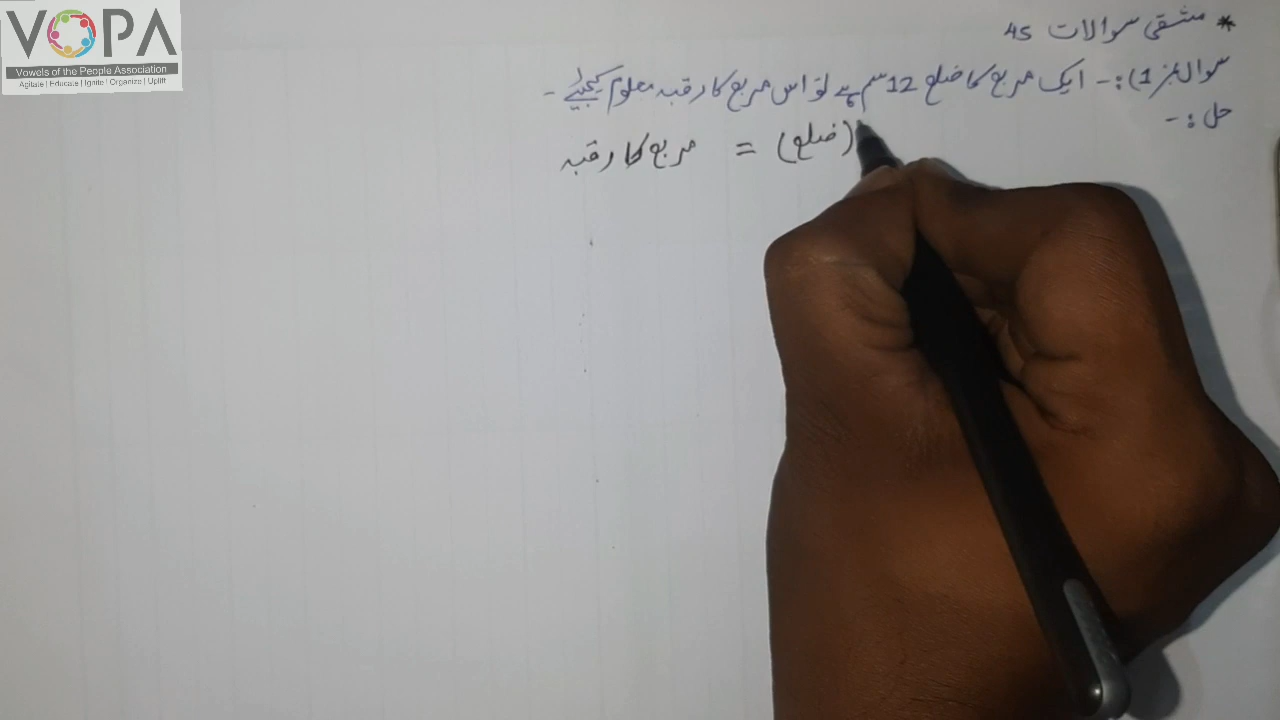 VOPA
Vowels of the People Association
Agitate | Educate | Ignite | Organize | Uplift
* مشقی سوالات 45
سوال نمبر 1) :- ایک مربع کا ضلع 12 سم ہے تو اس مربع کا رقبہ معلوم کیجیے -
حل :-
مربع کا رقبہ = (ضلع)